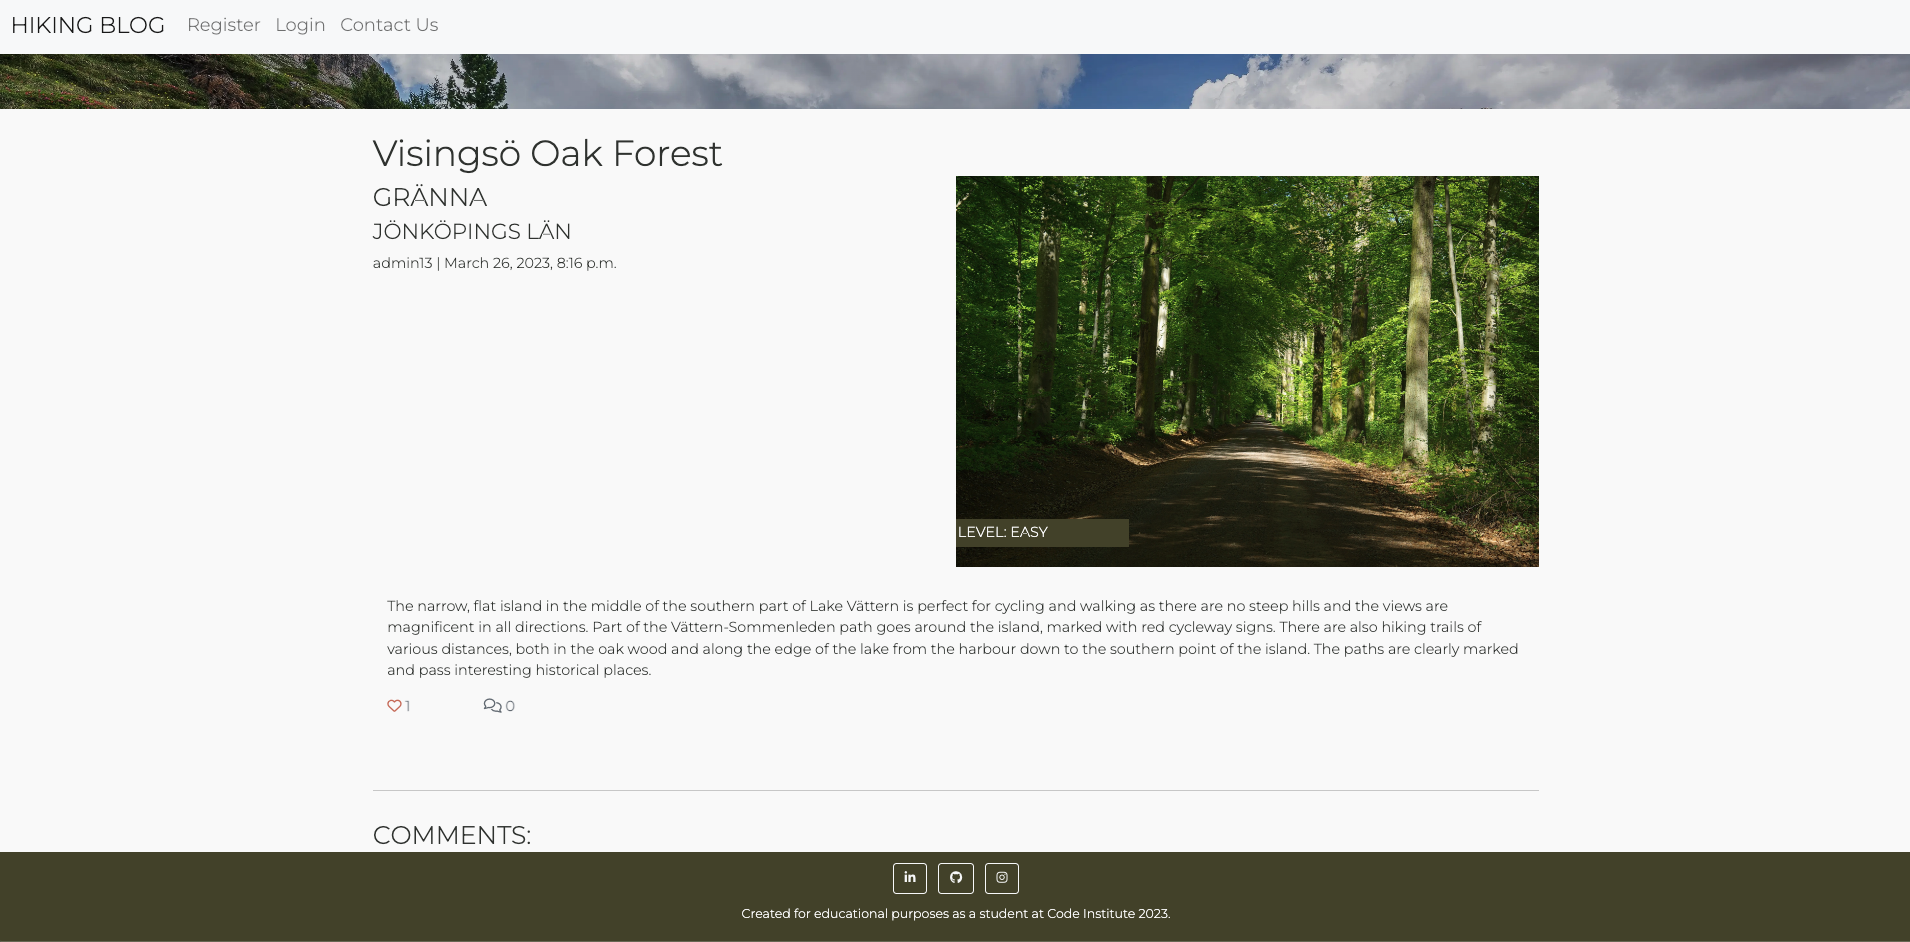 HIKING BLOG Register Login Contact Us
Visingsö Oak Forest
GRÄNNA
JÖNKÖPINGS LÄN
admin13 | March 26, 2023, 8:16 p.m.
LEVEL: EASY
The narrow, flat island in the middle of the southern part of Lake Vättern is perfect for cycling and walking as there are no steep hills and the views are
magnificent in all directions. Part of the Vättern-Sommenleden path goes around the island, marked with red cycleway signs. There are also hiking trails of
various distances, both in the oak wood and along the edge of the lake from the harbour down to the southern point of the island. The paths are clearly marked
and pass interesting historical places.
1 0
COMMENTS:
in
Created for educational purposes as a student at Code Institute 2023.